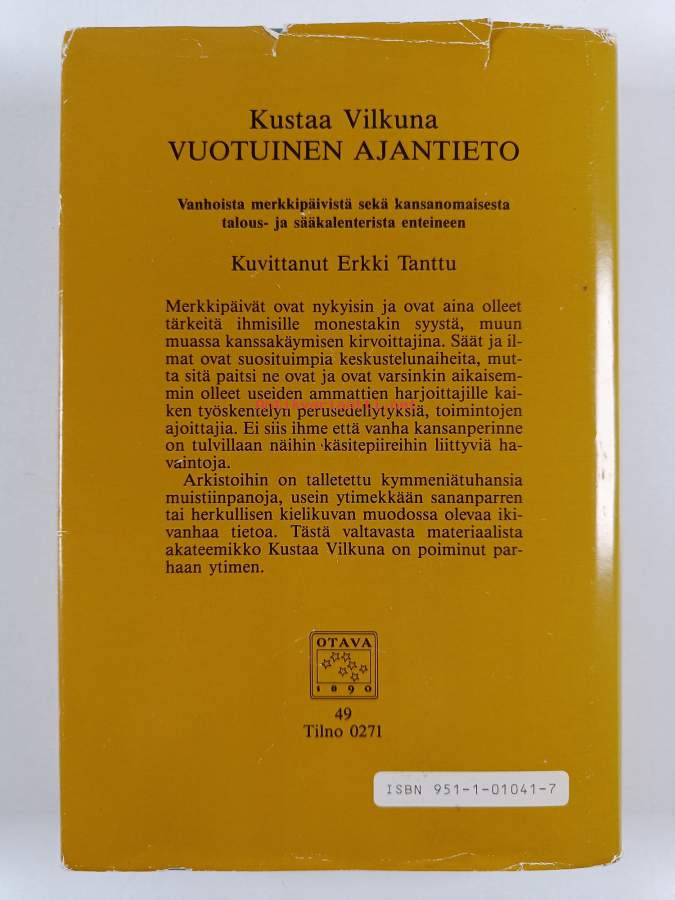 Kustaa Vilkuna
VUOTUINEN AJANTIETO
Vanhoista merkkipäivistä sekä kansanomaisesta
talous- ja sääkalenterista enteineen
Kuvittanut Erkki Tanttu
Merkkipäivät ovat nykyisin ja ovat aina olleet
tärkeitä ihmisille monestakin syystä, muun
muassa kanssakäymisen kirvoittajina. Säät ja il-
mat ovat suosituimpia keskustelunaiheita, mut-
ta sitä paitsi ne ovat ja ovat varsinkin aikaisem-
min olleet useiden ammattien harjoittajille kai-
ken työskentelyn perusedellytyksiä, toimintojen
ajoittajia. Ei siis ihme että vanha kansanperinne
on tulvillaan näihin käsitepiireihin liittyviä ha-
vaintoja.
Arkistoihin on talletettu kymmeniätuhansia
muistiinpanoja, usein ytimekkään sananparren
tai herkullisen kielikuvan muodossa olevaa iki-
vanhaa tietoa. Tästä valtavasta materiaalista
akateemikko Kustaa Vilkuna on poiminut par-
haan ytimen.
OTAVA
1890
49
Tilno 0271
ISBN 951-1-01041-7